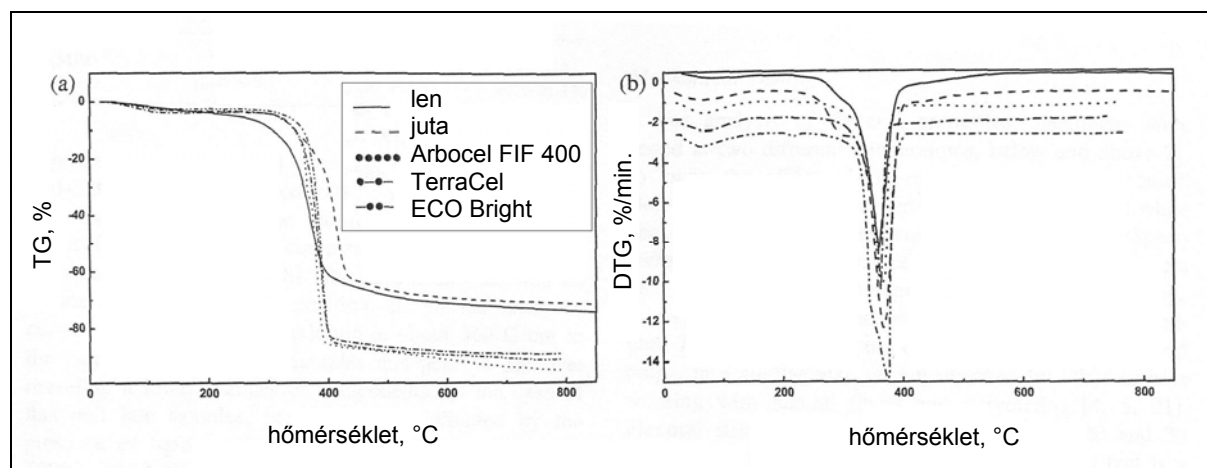 (a)
len
juta
Arbocel FIF 400
TerraCel
ECO Bright
TG, %
0
-20
-40
-60
-80
0 200 400 600 800
hőmérséklet, °C
(b)
DTG, %/min.
0
-2
-4
-6
-8
-10
-12
-14
0 200 400 600 800
hőmérséklet, °C